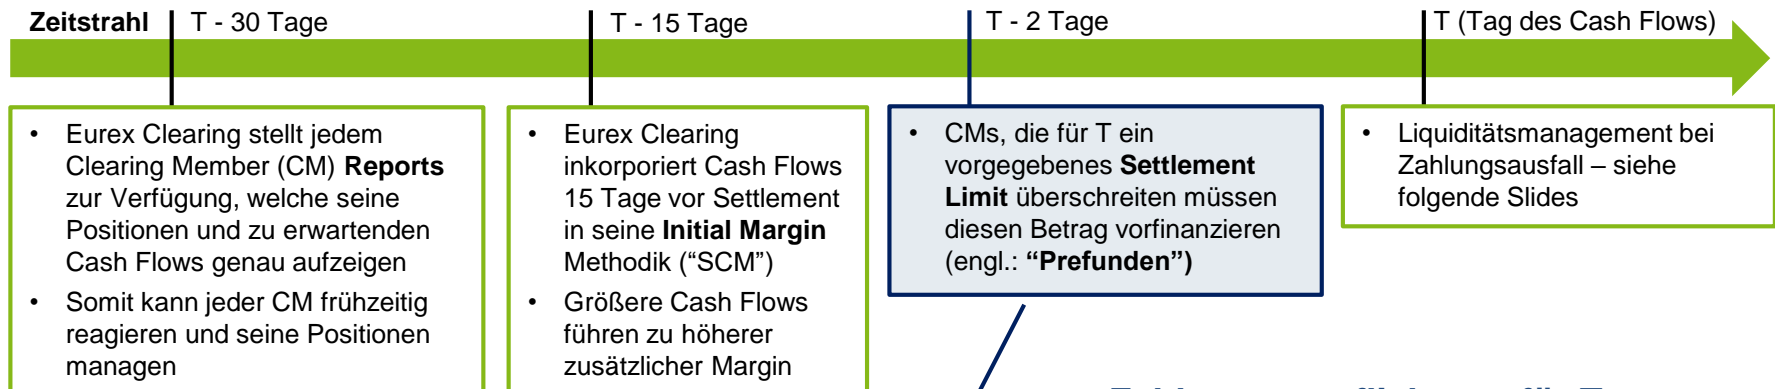 Zeitstrahl
T - 30 Tage
T - 15 Tage
T - 2 Tage
T (Tag des Cash Flows)
• Eurex Clearing stellt jedem
Clearing Member (CM) Reports
zur Verfügung, welche seine
Positionen und zu erwartenden
Cash Flows genau aufzeigen
• Somit kann jeder CM frühzeitig
reagieren und seine Positionen
managen
• Eurex Clearing
inkorporiert Cash Flows
15 Tage vor Settlement
in seine Initial Margin
Methodik (“SCM”)
• Größere Cash Flows
führen zu höherer
zusätzlicher Margin
• CMs, die für T ein
vorgegebenes Settlement
Limit überschreiten müssen
diesen Betrag vorfinanzieren
(engl.: “Prefunden”)
• Liquiditätsmanagement bei
Zahlungsausfall – siehe
folgende Slides